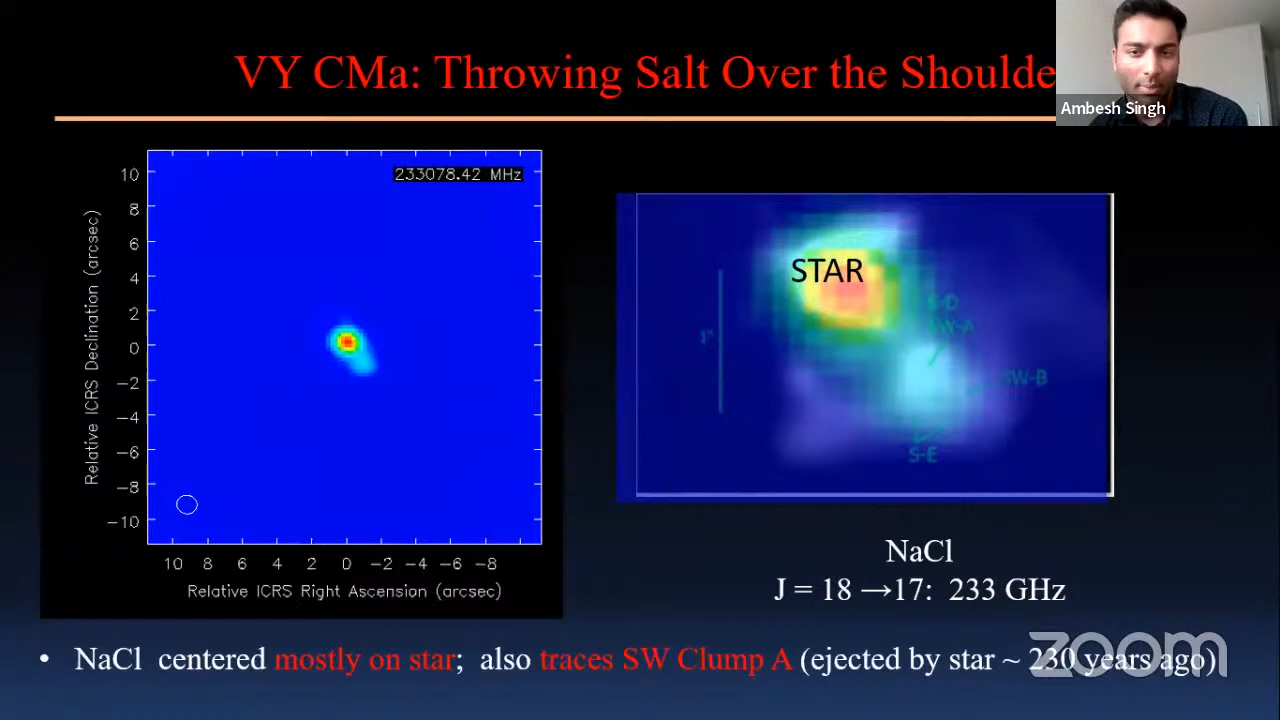 VY CMa: Throwing Salt Over the Shoulde
Ambesh Singh
233078.42 MHz
10
8
6
4
2
0
−2
−4
−6
−8
−10
Relative ICRS Declination (arcsec)
10 8 6 4 2 0 −2 −4 −6 −8
Relative ICRS Right Ascension (arcsec)
STAR
1"
S-D
SW-A
SW-B
S-E
NaCl
J = 18 →17: 233 GHz
• NaCl centered mostly on star; also traces SW Clump A (ejected by star ~ 230 years ago)
zoom